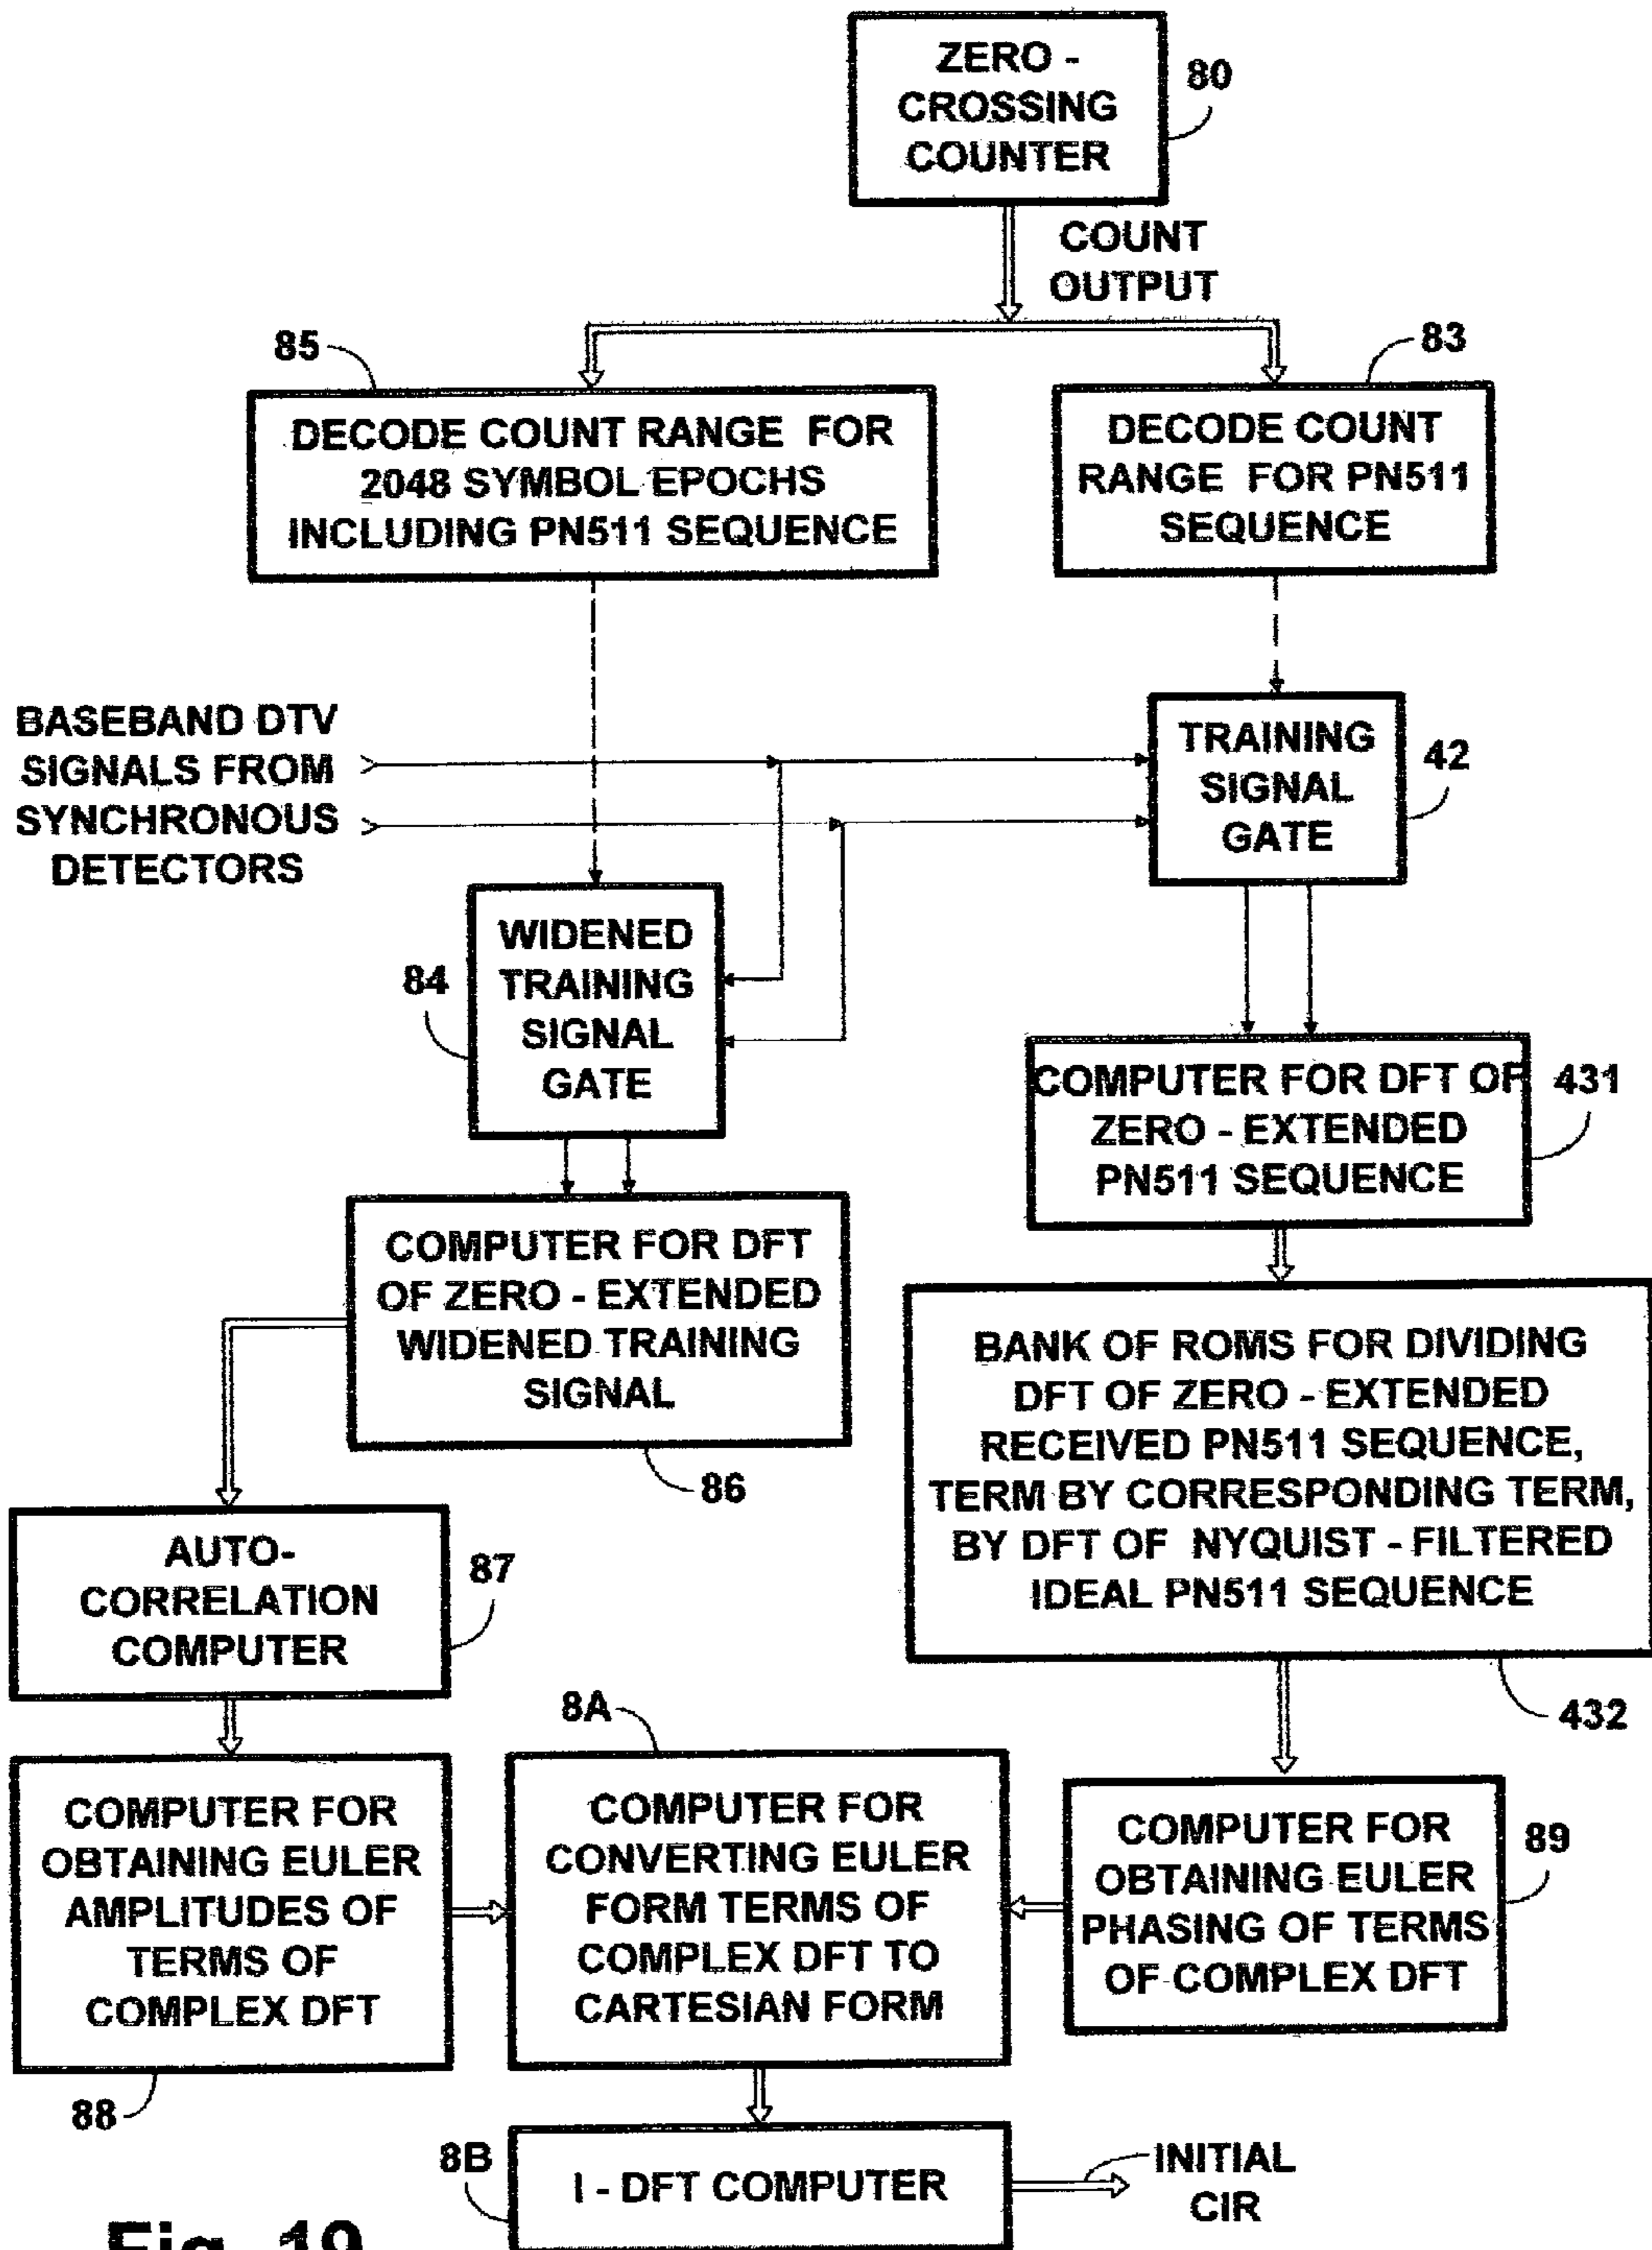 ZERO -
CROSSING
COUNTER
80
COUNT
OUTPUT
85
83
DECODE COUNT RANGE FOR
2048 SYMBOL EPOCHS
INCLUDING PN511 SEQUENCE
DECODE COUNT
RANGE FOR PN511
SEQUENCE
BASEBAND DTV
SIGNALS FROM
SYNCHRONOUS
DETECTORS
TRAINING
SIGNAL
GATE
42
WIDENED
TRAINING
SIGNAL
GATE
84
COMPUTER FOR DFT OF
ZERO - EXTENDED
PN511 SEQUENCE
431
COMPUTER FOR DFT
OF ZERO - EXTENDED
WIDENED TRAINING
SIGNAL
86
BANK OF ROMS FOR DIVIDING
DFT OF ZERO - EXTENDED
RECEIVED PN511 SEQUENCE,
TERM BY CORRESPONDING TERM,
BY DFT OF NYQUIST - FILTERED
IDEAL PN511 SEQUENCE
432
AUTO-
CORRELATION
COMPUTER
87
8A
COMPUTER FOR
OBTAINING EULER
AMPLITUDES OF
TERMS OF
COMPLEX DFT
88
COMPUTER FOR
CONVERTING EULER
FORM TERMS OF
COMPLEX DFT TO
CARTESIAN FORM
COMPUTER FOR
OBTAINING EULER
PHASING OF TERMS
OF COMPLEX DFT
89
8B
I - DFT COMPUTER
INITIAL
CIR
Fig. 19